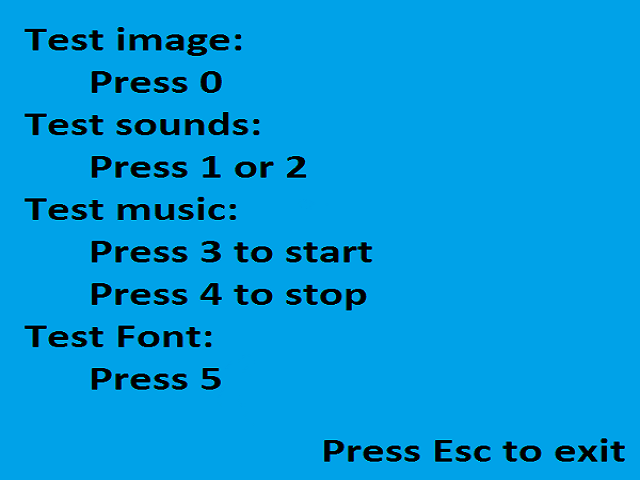 Test image:
Press 0
Test sounds:
Press 1 or 2
Test music:
Press 3 to start
Press 4 to stop
Test Font:
Press 5
Press Esc to exit